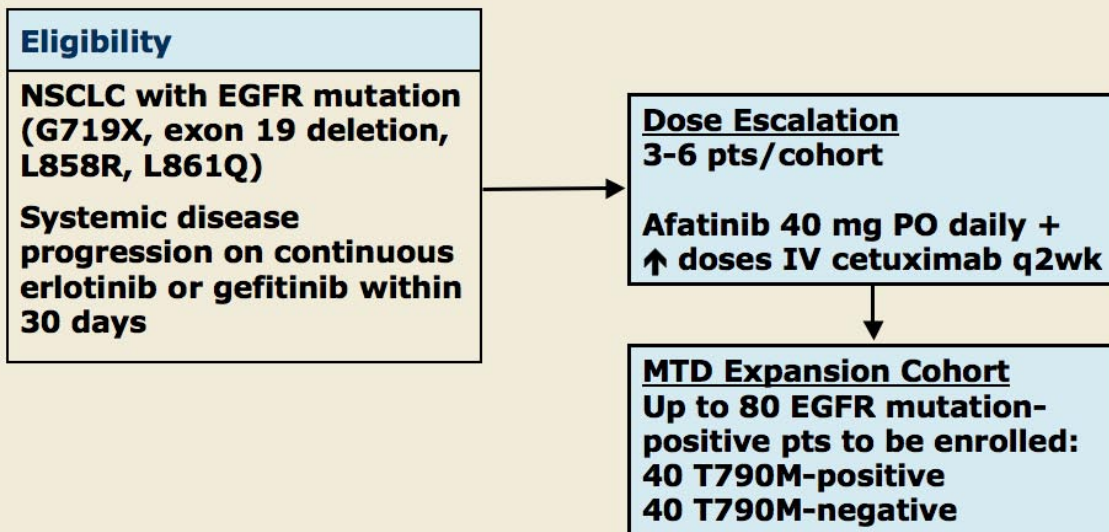 Eligibility
NSCLC with EGFR mutation
(G719X, exon 19 deletion,
L858R, L861Q)
Systemic disease
progression on continuous
erlotinib or gefitinib within
30 days
Dose Escalation
3-6 pts/cohort
Afatinib 40 mg PO daily +
↑ doses IV cetuximab q2wk
MTD Expansion Cohort
Up to 80 EGFR mutation-
positive pts to be enrolled:
40 T790M-positive
40 T790M-negative